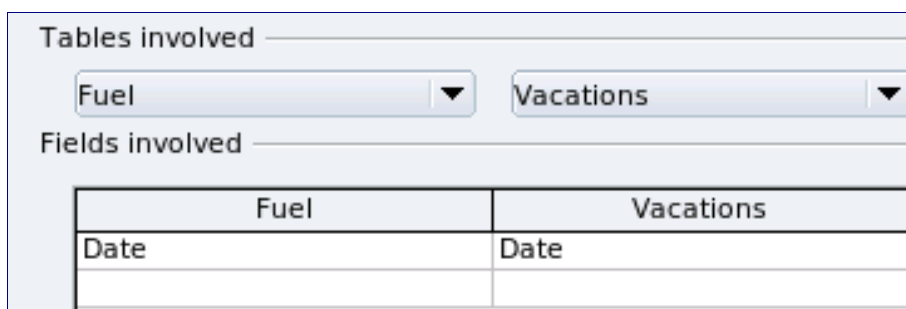 Tables involved
Fuel Vacations
Fields involved
Fuel Vacations
Date Date